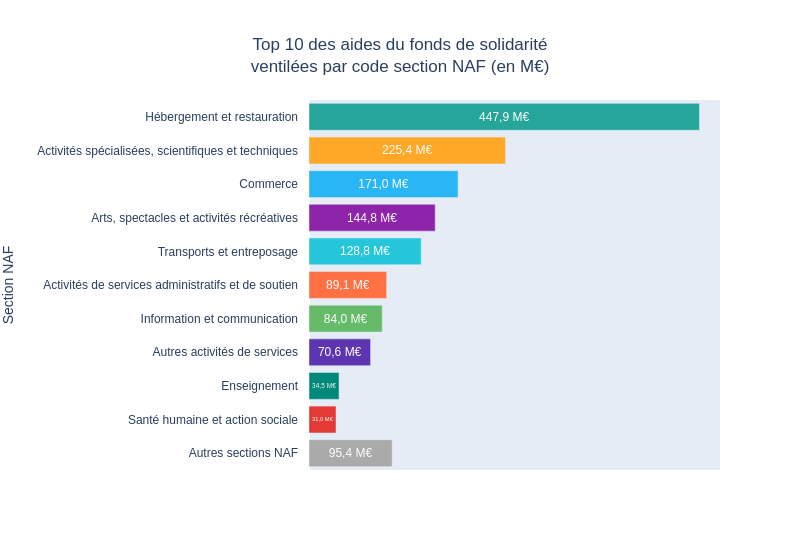 Top 10 des aides du fonds de solidarité
ventilées par code section NAF (en M€)
Section NAF
Hébergement et restauration 447,9 M€
Activités spécialisées, scientifiques et techniques 225,4 M€
Commerce 171,0 M€
Arts, spectacles et activités récréatives 144,8 M€
Transports et entreposage 128,8 M€
Activités de services administratifs et de soutien 89,1 M€
Information et communication 84,0 M€
Autres activités de services 70,6 M€
Enseignement 34,5 M€
Santé humaine et action sociale 31,0 M€
Autres sections NAF 95,4 M€